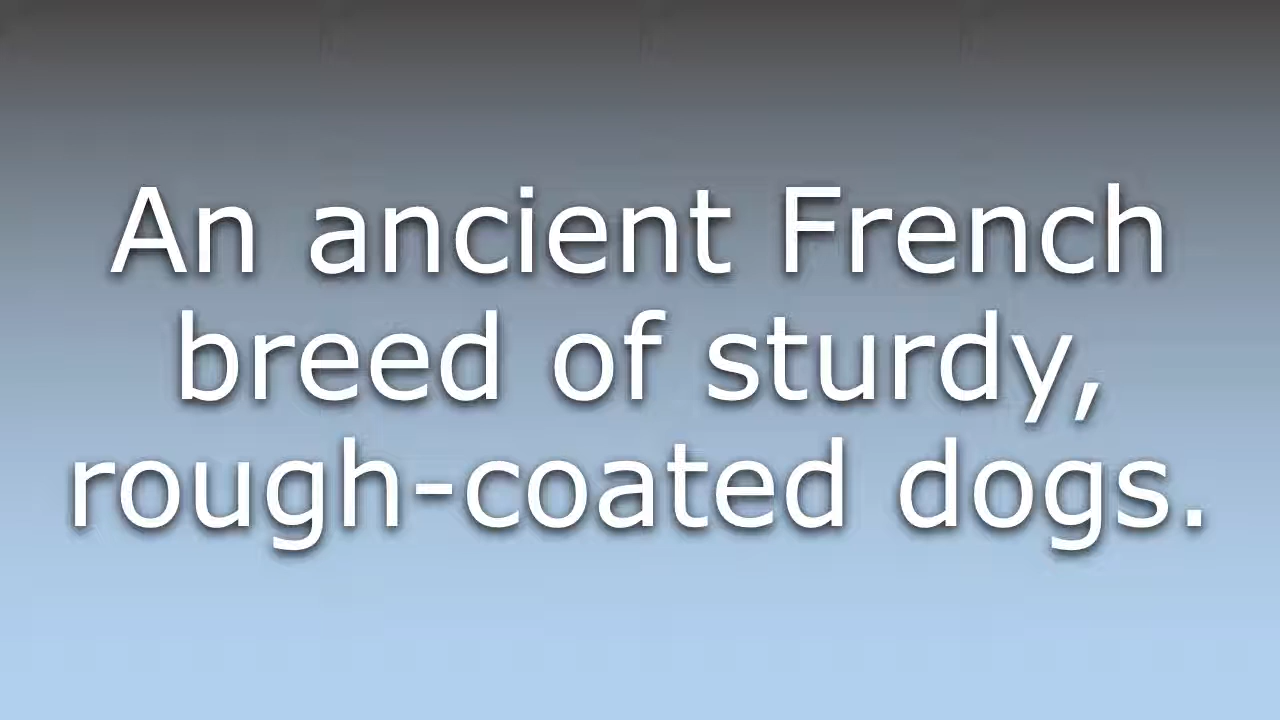 An ancient French
breed of sturdy,
rough-coated dogs.